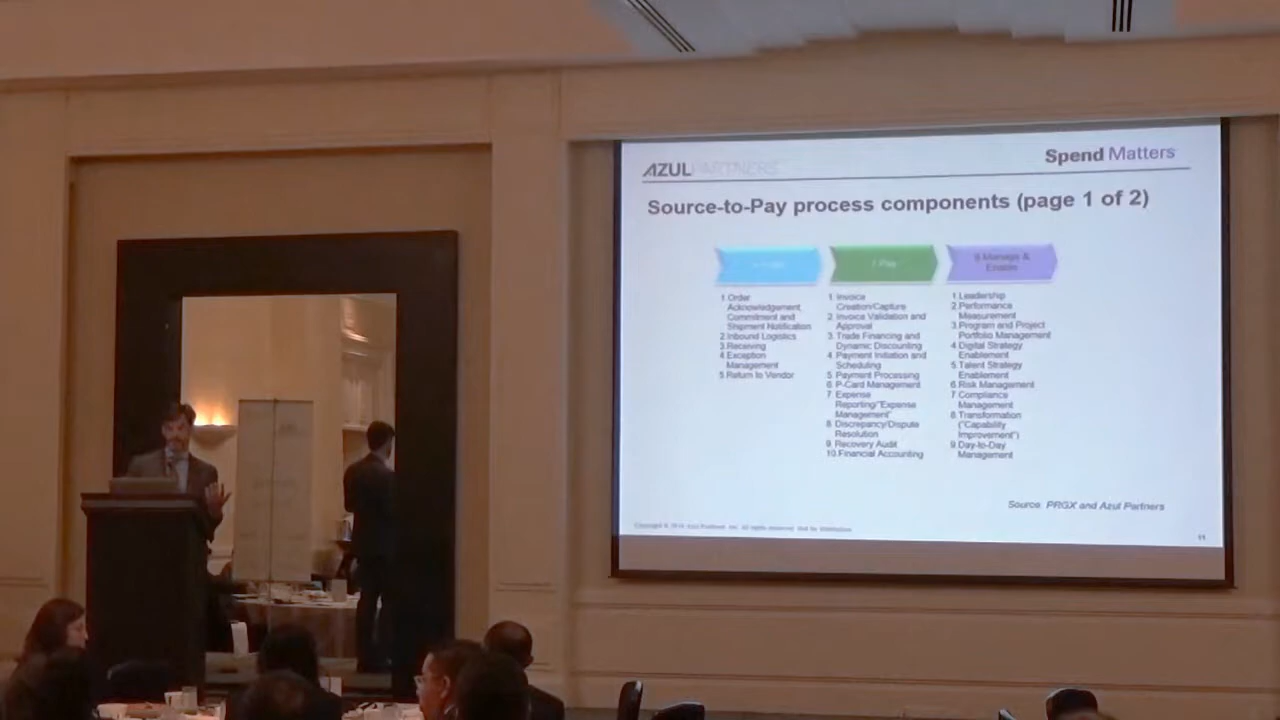 AZUL PARTNERS
Spend Matters
Source-to-Pay process components (page 1 of 2)
7.Pay
8.Manage &
Enable
1.Order
Acknowledgement
Commitment and
Shipment Notification
2.Inbound Logistics
3.Receiving
4.Exception
Management
5.Return to Vendor
1. Invoice
Creation/Capture
2. Invoice Validation and
Approval
3. Trade Financing and
Dynamic Discounting
4. Payment Initiation and
Scheduling
5. Payment Processing
6. P-Card Management
7. Expense
Reporting/"Expense
Management"
8. Discrepancy/Dispute
Resolution
9. Recovery Audit
10.Financial Accounting
1.Leadership
2.Performance
Measurement
3.Program and Project
Portfolio Management
4.Digital Strategy
Enablement
5.Talent Strategy
Enablement
6.Risk Management
7.Compliance
Management
8.Transformation
("Capability
Improvement")
9.Day-to-Day
Management
Source: PRGX and Azul Partners
11